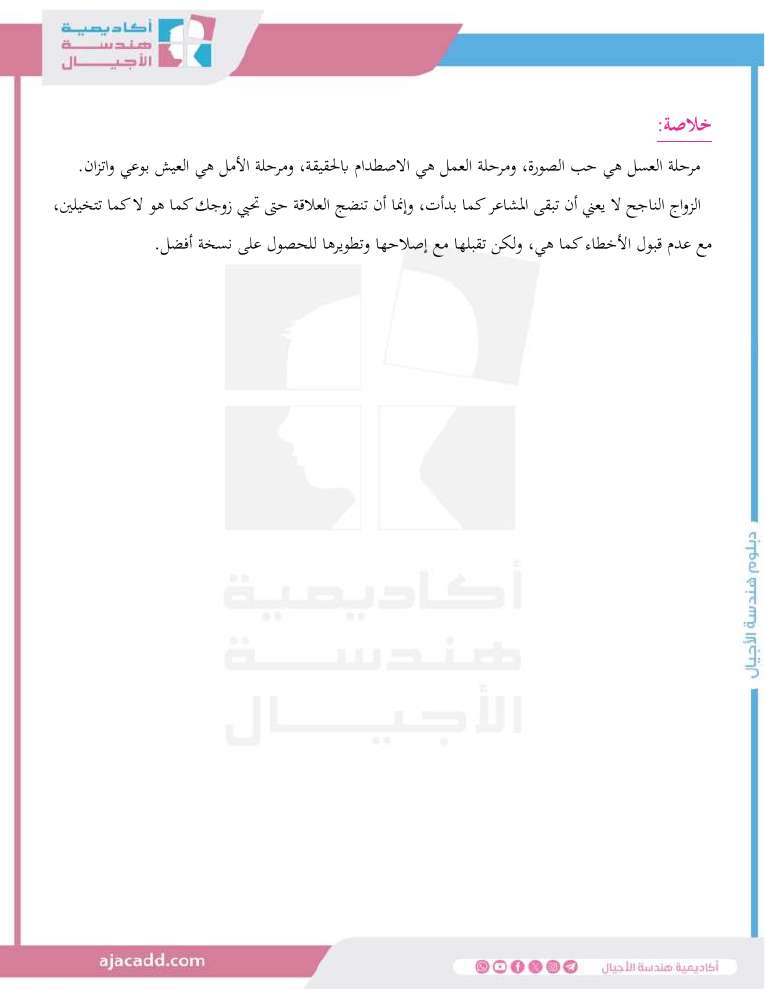 أكاديمية
هندسة
الأجيال
خلاصة:
مرحلة العسل هي حب الصورة، ومرحلة العمل هي الاصطدام بالحقيقة، ومرحلة الأمل هي العيش بوعي واتزان.
الزواج الناجح لا يعني أن تبقى المشاعر كما بدأت، وإنما أن تنضج العلاقة حتى تحبي زوجك كما هو لا كما تتخيلين،
مع عدم قبول الأخطاء كما هي، ولكن تقبلها مع إصلاحها وتطويرها للحصول على نسخة أفضل.
أكاديمية
هندسة
الأجيال
دبلوم هندسة الأجيال
أكاديمية هندسة الأجيال
ajacadd.com